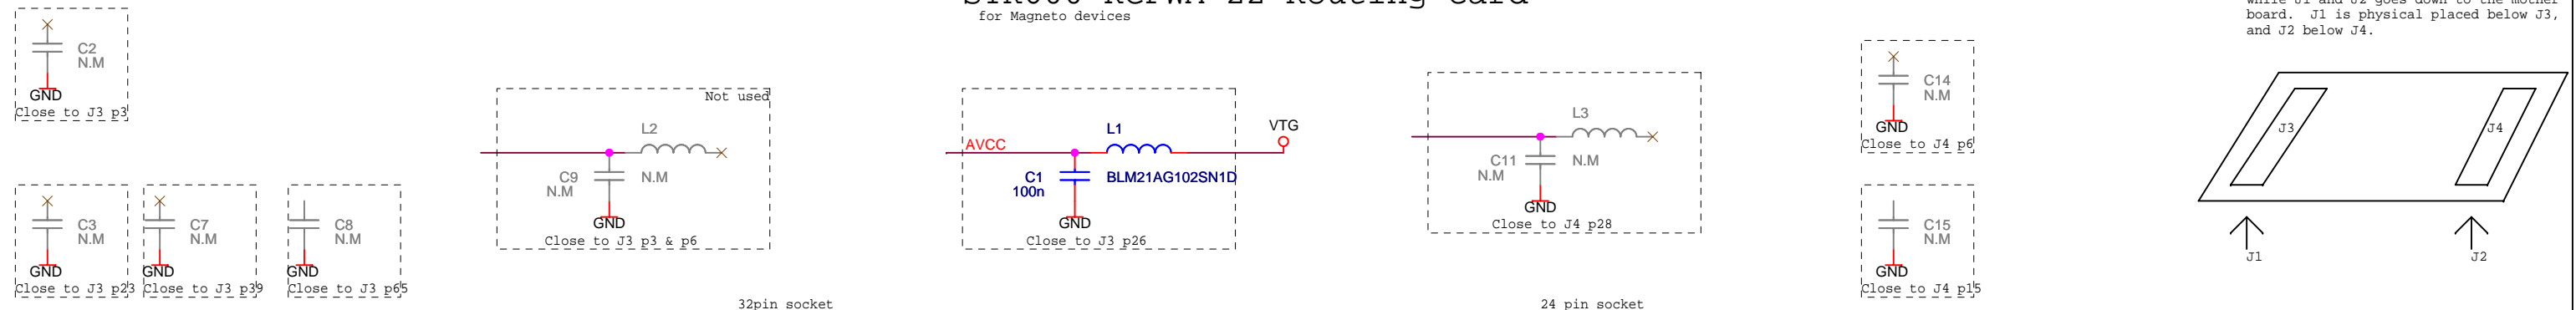 for Magneto devices
board. J1 is physical placed below J3,
and J2 below J4.
C2
N.M
GND
Close to J3 p3
Not used
L2
C9
N.M
N.M
GND
Close to J3 p3 & p6
AVCC
L1
VTG
C1
100n
BLM21AG102SN1D
GND
Close to J3 p26
L3
C11
N.M
N.M
GND
Close to J4 p28
C14
N.M
GND
Close to J4 p6
J3
J4
C3
N.M
GND
Close to J3 p23
C7
N.M
GND
Close to J3 p39
C8
N.M
GND
Close to J3 p65
C15
N.M
GND
Close to J4 p15
J1
J2
32pin socket
24 pin socket